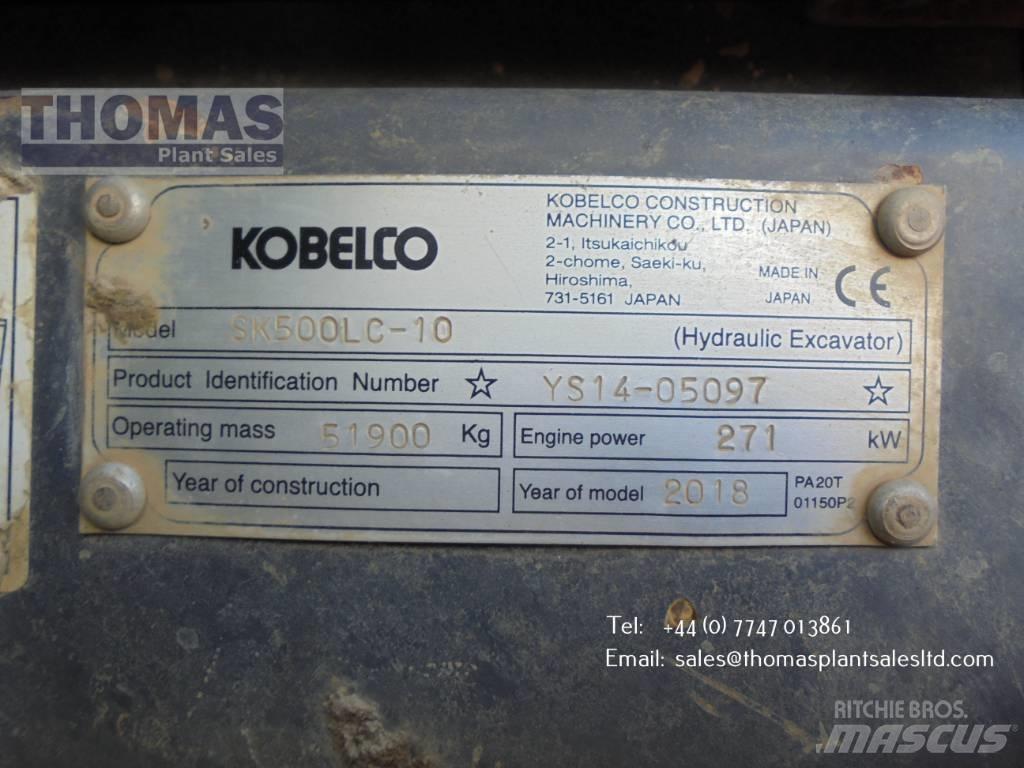 THOMAS
Plant Sales
KOBELCO
KOBELCO CONSTRUCTION
MACHINERY CO., LTD. (JAPAN)
2-1, Itsukaichikou
2-chome, Saeki-ku,
Hiroshima,
731-5161 JAPAN
MADE IN
JAPAN
CE
Model SK500LC-10 (Hydraulic Excavator)
Product Identification Number ☆ YS14-05097 ☆
Operating mass 51900 Kg
Engine power 271 kW
Year of construction
Year of model 2018
PA20T
01150P2
Tel: +44 (0) 7747 013861
Email: sales@thomasplantsalesltd.com
RITCHIE BROS.
MASCUS